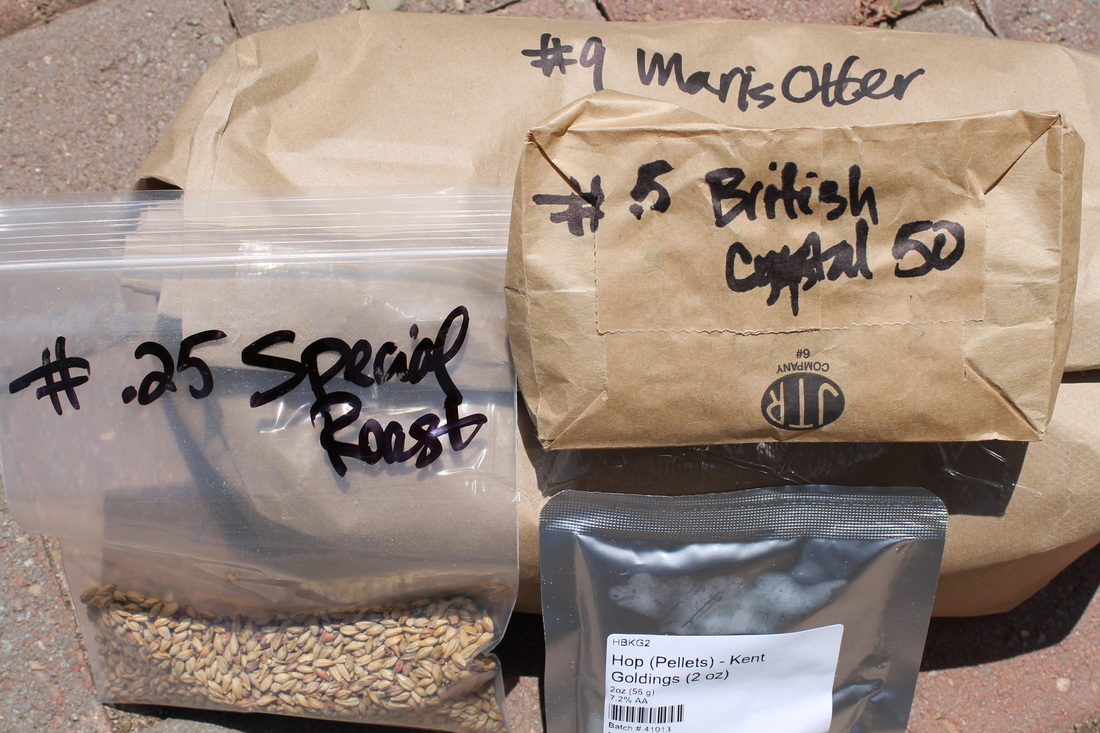 #9 Maris Otter
# .5 British
Crystal 50
# .25 Special
Roast
#6
COMPANY
JTR
HBKG2
Hop (Pellets) - Kent
Goldings (2 oz)
2oz (56 g)
7.2% AA
Batch # 41013